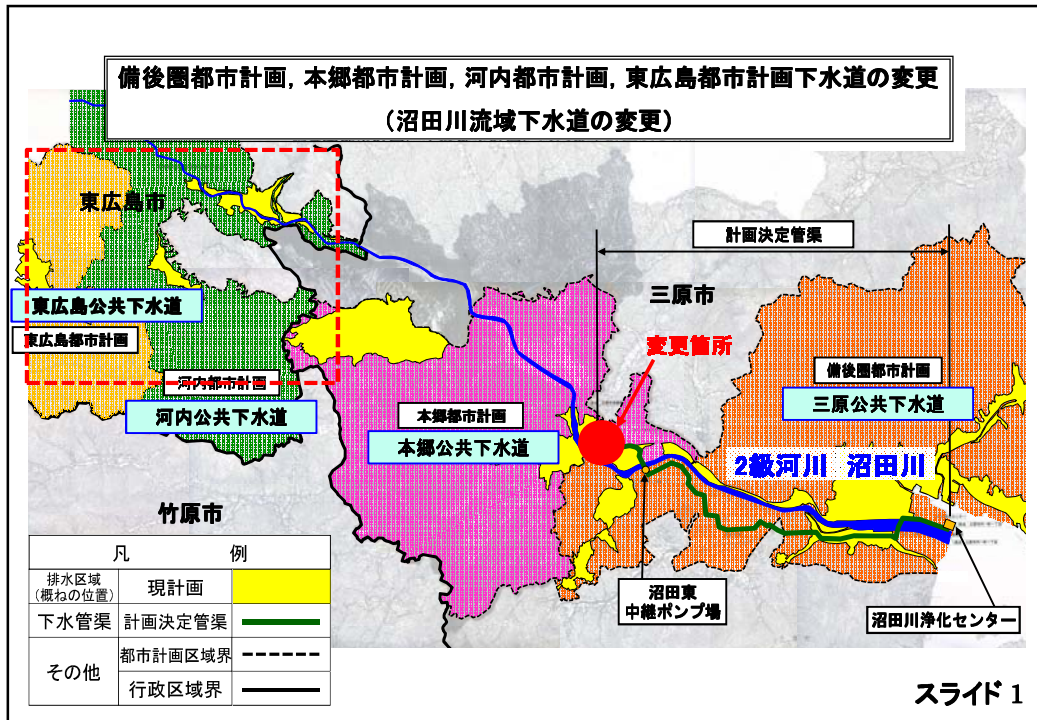 備後圏都市計画，本郷都市計画，河内都市計画，東広島都市計画下水道の変更
（沼田川流域下水道の変更）
東広島市
計画決定管渠
三原市
東広島公共下水道
東広島都市計画
変更箇所
河内都市計画
河内公共下水道
本郷都市計画
本郷公共下水道
備後圏都市計画
三原公共下水道
2級河川 沼田川
竹原市
沼田東
中継ポンプ場
沼田川浄化センター
凡 例
排水区域
（概ねの位置）
現計画
下水管渠
計画決定管渠
その他
都市計画区域界
行政区域界
スライド 1